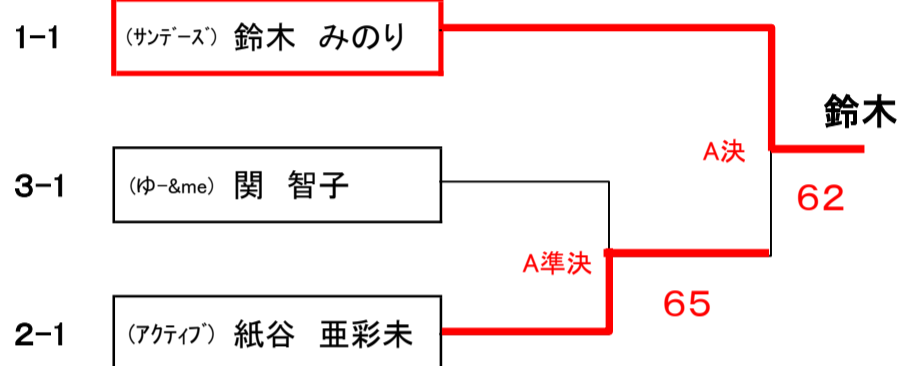 1-1 (ｻﾝﾃﾞｰｽﾞ) 鈴木 みのり
鈴木
A決
3-1 (ゆｰ&me) 関 智子
62
A準決
65
2-1 (ｱｸﾃｨﾌﾞ) 紙谷 亜彩未